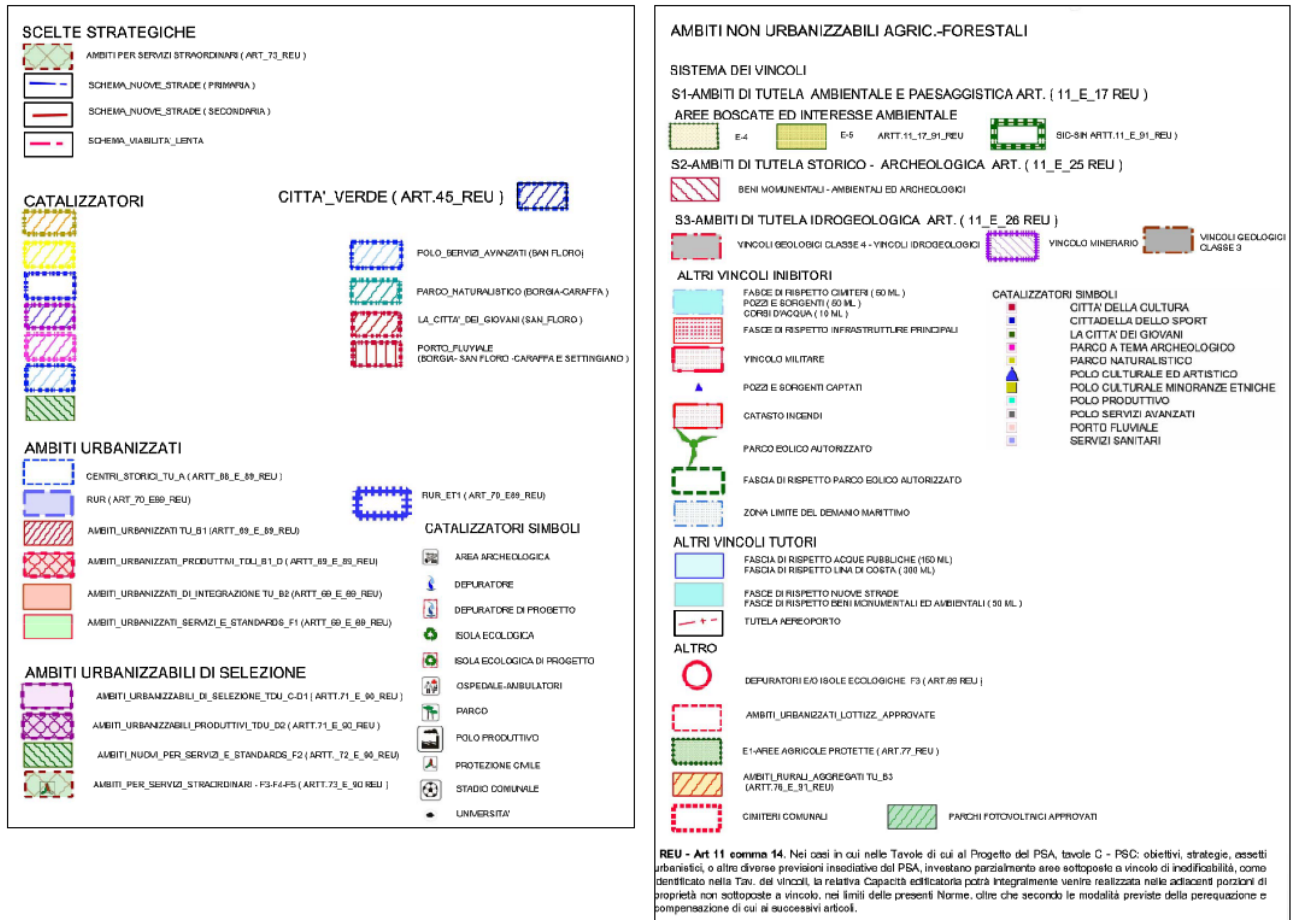 SCELTE STRATEGICHE
AMBITI PER SERVIZI STRAORDINARI ( ART_73_REU )
SCHEMA_NUOVE_STRADE ( PRIMARIA )
SCHEMA_NUOVE_STRADE ( SECONDARIA )
SCHEMA_VIABILITA'_LENTA
CATALIZZATORI
CITTA'_VERDE ( ART.45_REU )
POLO_SERVIZI_AVANZATI (SAN FLORO)
PARCO_NATURALISTICO (BORGIA-CARAFFA )
LA_CITTA'_DEI_GIOVANI (SAN_FLORO )
PORTO_FLUVIALE
(BORGIA- SAN FLORO -CARAFFA E SETTINGIANO )
AMBITI URBANIZZATI
CENTRI_STORICI_TU_A ( ARTT_88_E_89_REU )
RUR ( ART_70_E89_REU)
RUR_ET1 ( ART_70_E89_REU)
AMBITI_URBANIZZATI TU_B1 (ARTT_69_E_89_REU)
AMBITI_URBANIZZATI_PRODUTTIVI_TDU_B1_D ( ARTT_69_E_89_REU)
AMBITI_URBANIZZATI_DI_INTEGRAZIONE TU_B2 (ARTT_69_E_89_REU)
AMBITI_URBANIZZATI_SERVIZI_E_STANDARDS_F1 (ARTT_69_E_89_REU)
CATALIZZATORI SIMBOLI
AREA ARCHEOLOGICA
DEPURATORE
DEPURATORE DI PROGETTO
ISOLA ECOLOGICA
ISOLA ECOLOGICA DI PROGETTO
OSPEDALE-AMBULATORI
PARCO
POLO PRODUTTIVO
PROTEZIONE CIVILE
STADIO COMUNALE
UNIVERSITA'
AMBITI URBANIZZABILI DI SELEZIONE
AMBITI_URBANIZZABILI_DI_SELEZIONE_TDU_C-D1 ( ARTT.71_E_90_REU )
AMBITI_URBANIZZABILI_PRODUTTIVI_TDU_D2 ( ARTT.71_E_90_REU )
AMBITI_NUOVI_PER_SERVIZI_E_STANDARDS_F2 ( ARTT._72_E_90_REU)
AMBITI_PER_SERVIZI_STRAORDINARI - F3-F4-F5 ( ARTT.73_E_90 REU )
AMBITI NON URBANIZZABILI AGRIC.-FORESTALI
SISTEMA DEI VINCOLI
S1-AMBITI DI TUTELA AMBIENTALE E PAESAGGISTICA ART. ( 11_E_17 REU )
AREE BOSCATE ED INTERESSE AMBIENTALE
E-4
E-5
ARTT.11_17_91_REU
SIC-SIN ARTT.11_E_91_REU )
S2-AMBITI DI TUTELA STORICO - ARCHEOLOGICA ART. ( 11_E_25 REU )
BENI MOMUNENTALI - AMBIENTALI ED ARCHEOLOGICI
S3-AMBITI DI TUTELA IDROGEOLOGICA ART. ( 11_E_26 REU )
VINCOLI GEOLOGICI CLASSE 4 - VINCOLI IDROGEOLOGICI
VINCOLO MINERARIO
VINCOLI GEOLOGICI
CLASSE 3
ALTRI VINCOLI INIBITORI
FASCE DI RISPETTO CIMITERI ( 50 ML )
POZZI E SORGENTI ( 50 ML )
CORSI D'ACQUA ( 10 ML )
FASCE DI RISPETTO INFRASTRUTTURE PRINCIPALI
VINCOLO MILITARE
POZZI E SORGENTI CAPTATI
CATASTO INCENDI
PARCO EOLICO AUTORIZZATO
FASCIA DI RISPETTO PARCO EOLICO AUTORIZZATO
ZONA LIMITE DEL DEMANIO MARITTIMO
CATALIZZATORI SIMBOLI
CITTA' DELLA CULTURA
CITTADELLA DELLO SPORT
LA CITTA' DEI GIOVANI
PARCO A TEMA ARCHEOLOGICO
PARCO NATURALISTICO
POLO CULTURALE ED ARTISTICO
POLO CULTURALE MINORANZE ETNICHE
POLO PRODUTTIVO
POLO SERVIZI AVANZATI
PORTO FLUVIALE
SERVIZI SANITARI
ALTRI VINCOLI TUTORI
FASCIA DI RISPETTO ACQUE PUBBLICHE (150 ML)
FASCIA DI RISPETTO LINA DI COSTA ( 300 ML)
FASCE DI RISPETTO NUOVE STRADE
FASCE DI RISPETTO BENI MONUMENTALI ED AMBIENTALI ( 50 ML )
TUTELA AEREOPORTO
ALTRO
DEPURATORI E/O ISOLE ECOLOGICHE F3 ( ART.89 REU )
AMBITI_URBANIZZATI_LOTTIZZ_APPROVATE
E1-AREE AGRICOLE PROTETTE ( ART.77_REU )
AMBITI_RURALI_AGGREGATI TU_B3
(ARTT.76_E_91_REU)
CIMITERI COMUNALI
PARCHI FOTOVOLTAICI APPROVATI
REU - Art 11 comma 14. Nei casi in cui nelle Tavole di cui al Progetto del PSA, tavole C - PSC: obiettivi, strategie, assetti
urbanistici, o altre diverse previsioni insediative del PSA, investano parzialmente aree sottoposte a vincolo di inedificabilità, come
identificato nella Tav. dei vincoli, la relativa Capacità edificatoria potrà integralmente venire realizzata nelle adiacenti porzioni di
proprietà non sottoposte a vincolo, nei limiti delle presenti Norme, oltre che secondo le modalità previste della perequazione e
compensazione di cui ai successivi articoli.